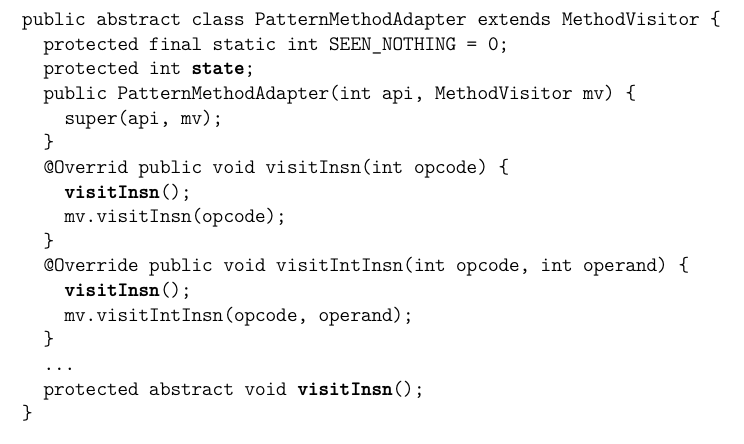 public abstract class PatternMethodAdapter extends MethodVisitor {
  protected final static int SEEN_NOTHING = 0;
  protected int state;
  public PatternMethodAdapter(int api, MethodVisitor mv) {
    super(api, mv);
  }
  @Overrid public void visitInsn(int opcode) {
    visitInsn();
    mv.visitInsn(opcode);
  }
  @Override public void visitIntInsn(int opcode, int operand) {
    visitInsn();
    mv.visitIntInsn(opcode, operand);
  }
  ...
  protected abstract void visitInsn();
}